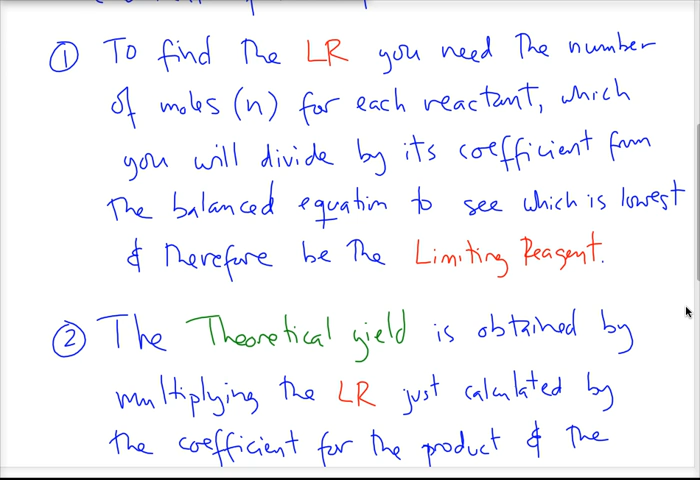 ① To find the LR you need the number
of moles (n) for each reactant, which
you will divide by its coefficient from
the balanced equation to see which is lowest
& therefore be the Limiting Reagent.
② The Theoretical yield is obtained by
multiplying the LR just calculated by
the coefficient for the product & the